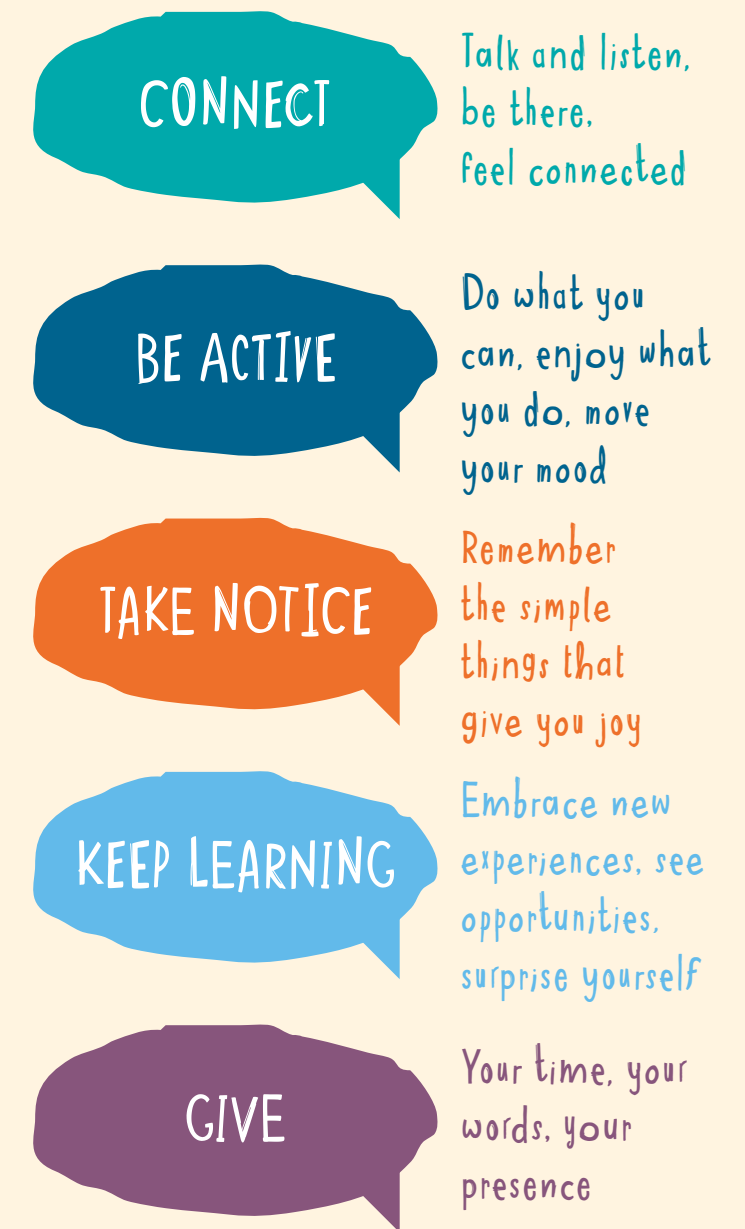 CONNECT
Talk and listen,
be there,
feel connected
BE ACTIVE
Do what you
can, enjoy what
you do, move
your mood
TAKE NOTICE
Remember
the simple
things that
give you joy
KEEP LEARNING
Embrace new
experiences, see
opportunities,
surprise yourself
GIVE
Your time, your
words, your
presence